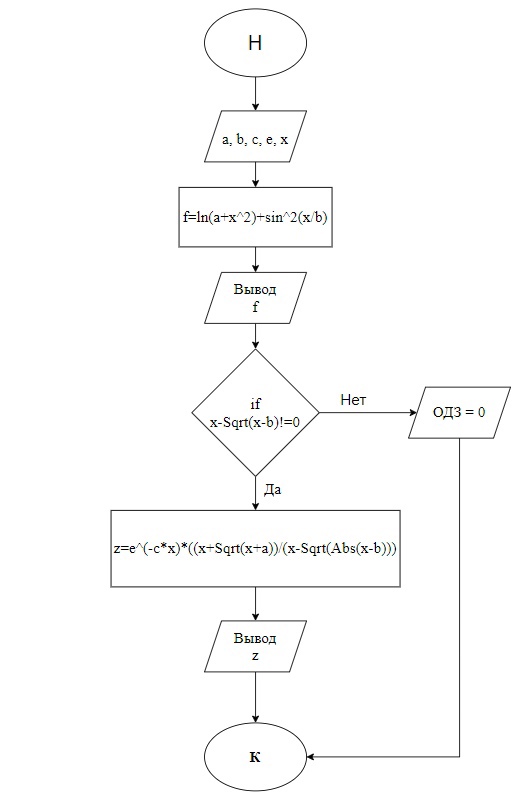 Н
a, b, c, e, x
f=ln(a+x^2)+sin^2(x/b)
Вывод
f
if
x-Sqrt(x-b)!=0
Нет
ОДЗ = 0
Да
z=e^(-c*x)*((x+Sqrt(x+a))/(x-Sqrt(Abs(x-b)))
Вывод
z
К